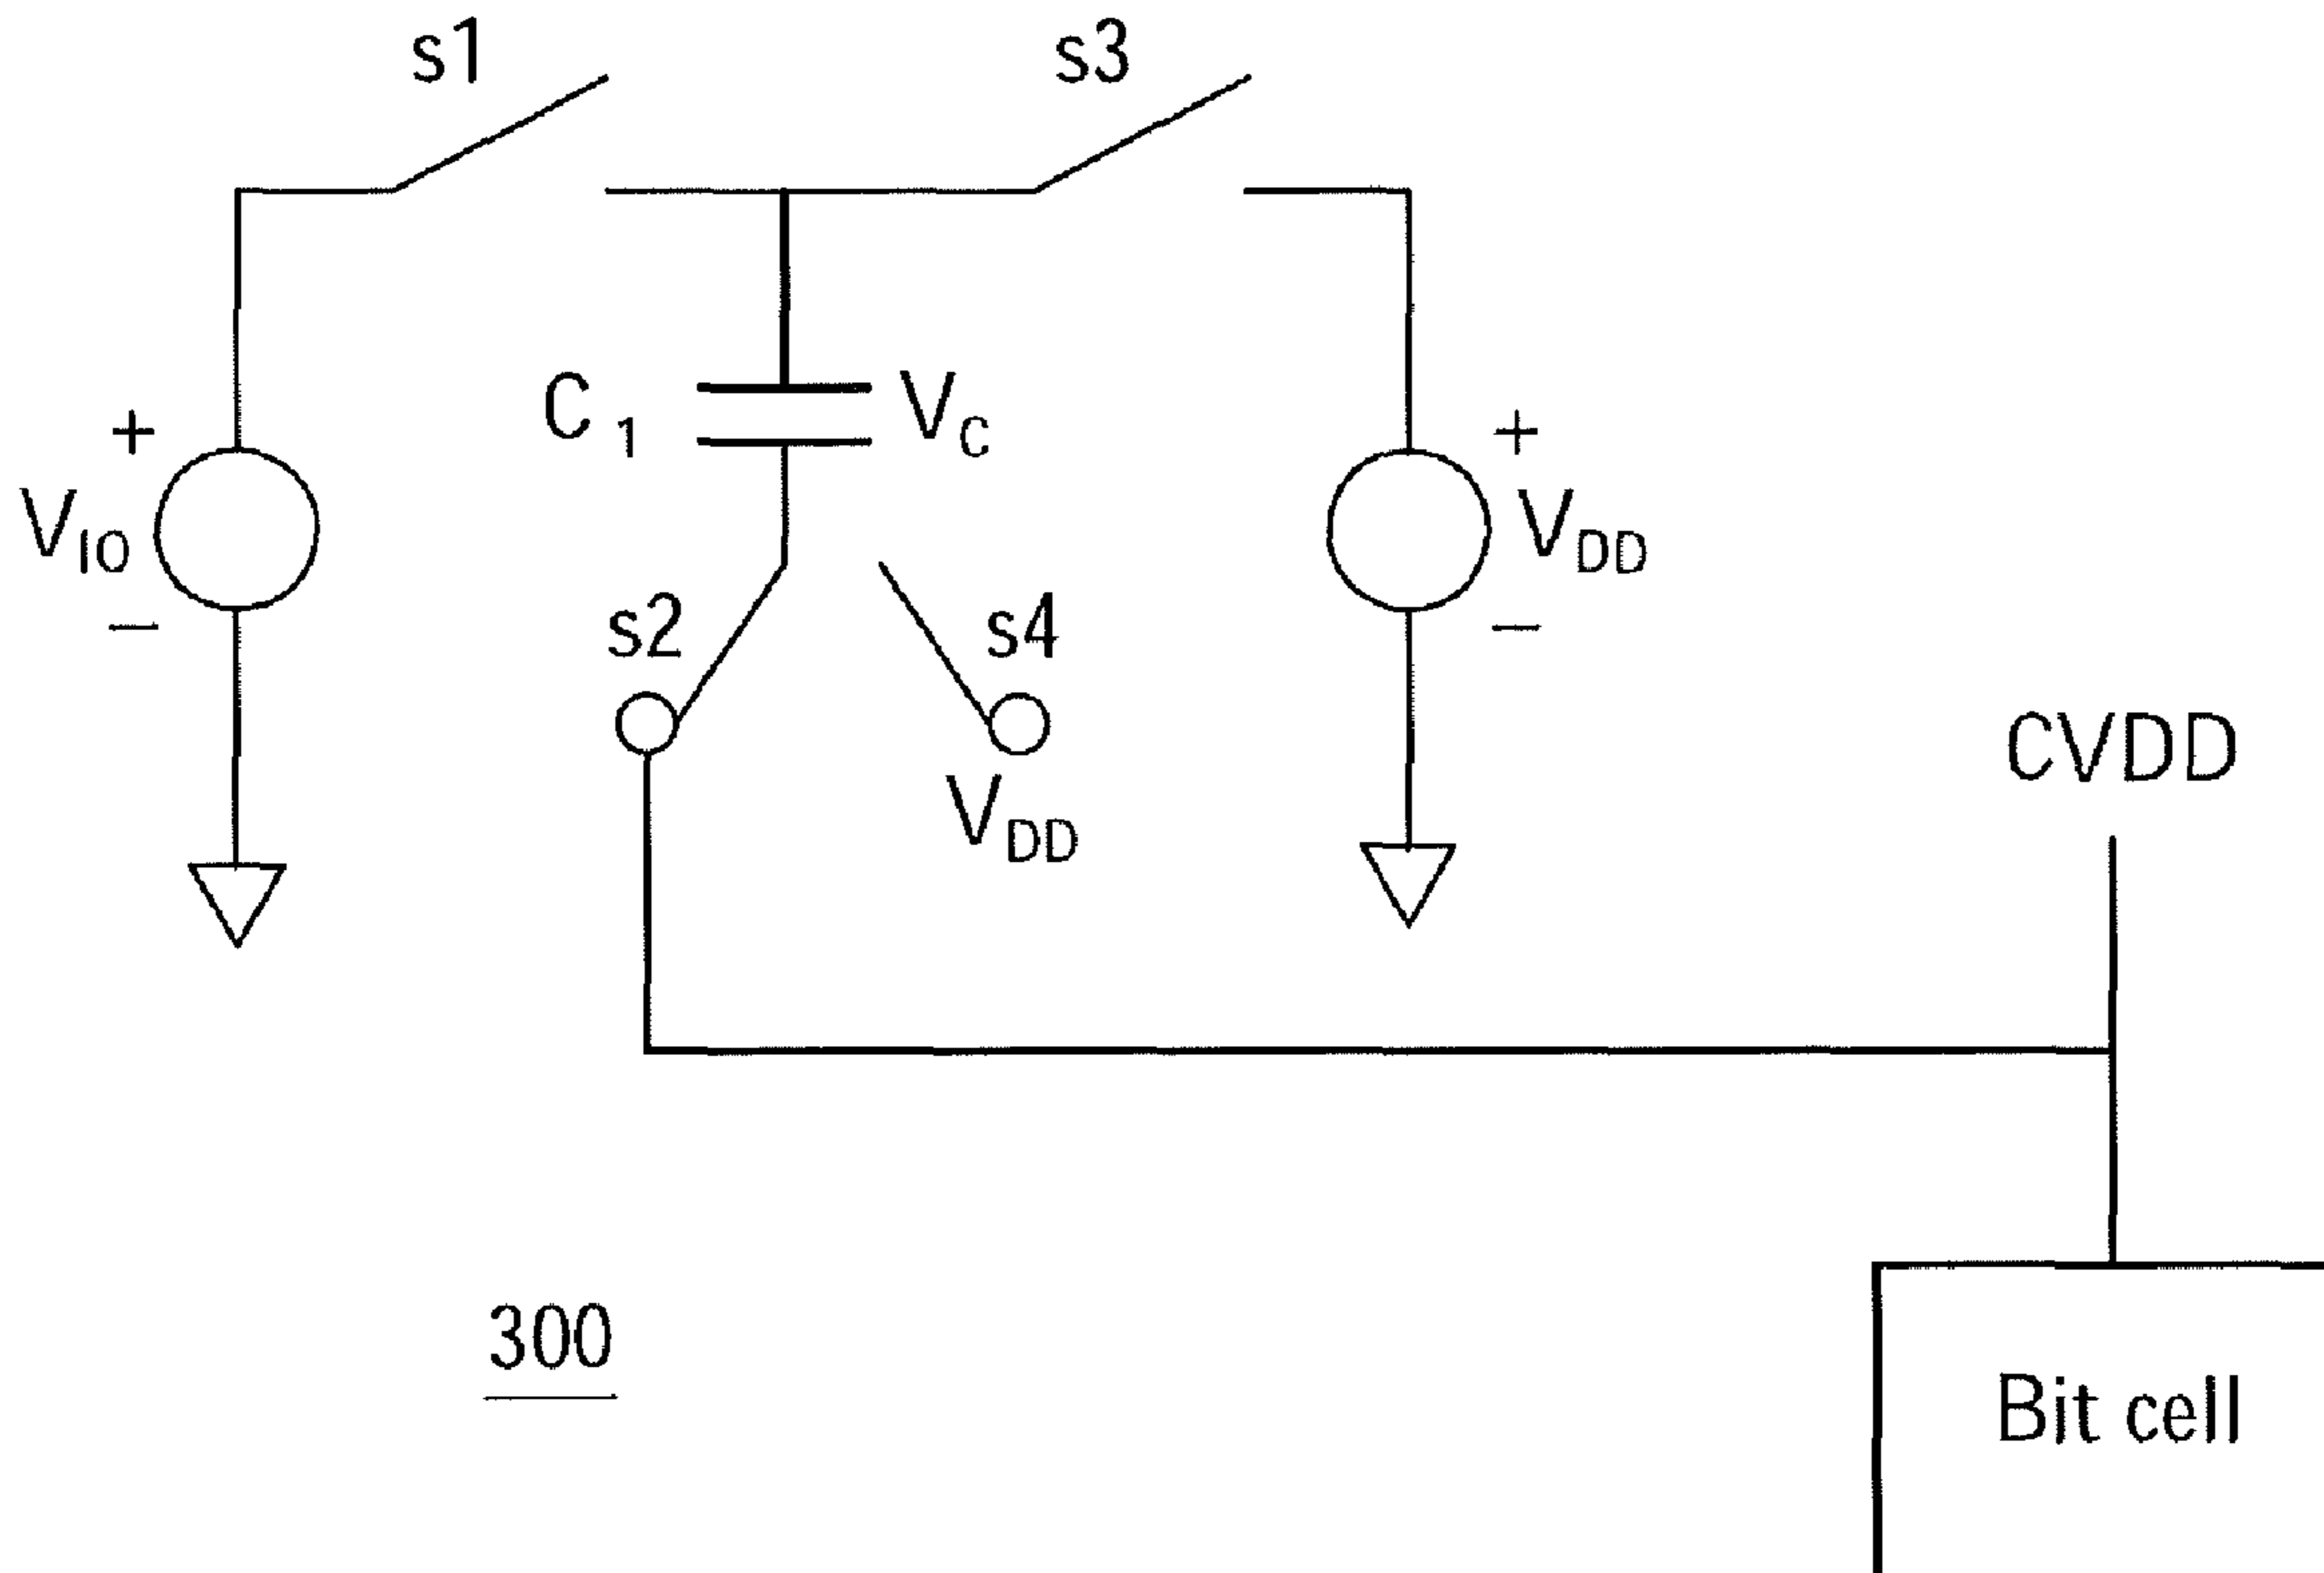 s1
s3
C1
VC
+
VIO
−
+
VDD
−
s2
s4
VDD
CVDD
300
Bit cell